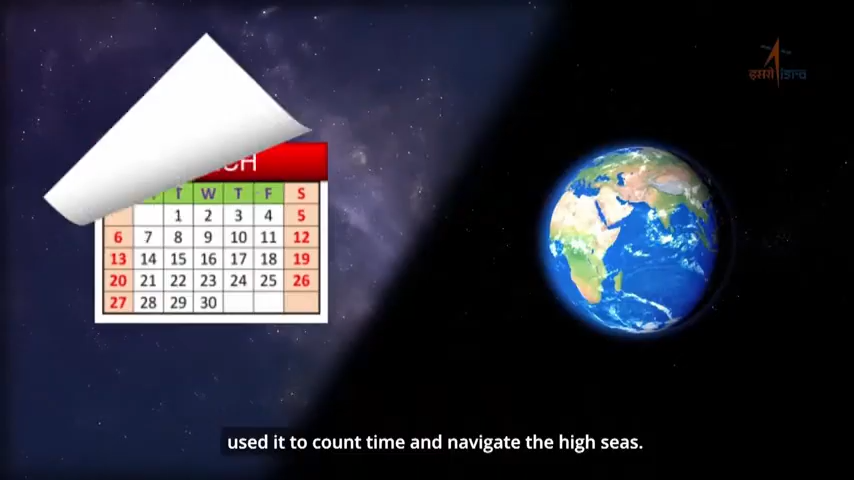 इसरो isro
CH
T W T F S
1 2 3 4 5
6 7 8 9 10 11 12
13 14 15 16 17 18 19
20 21 22 23 24 25 26
27 28 29 30
used it to count time and navigate the high seas.